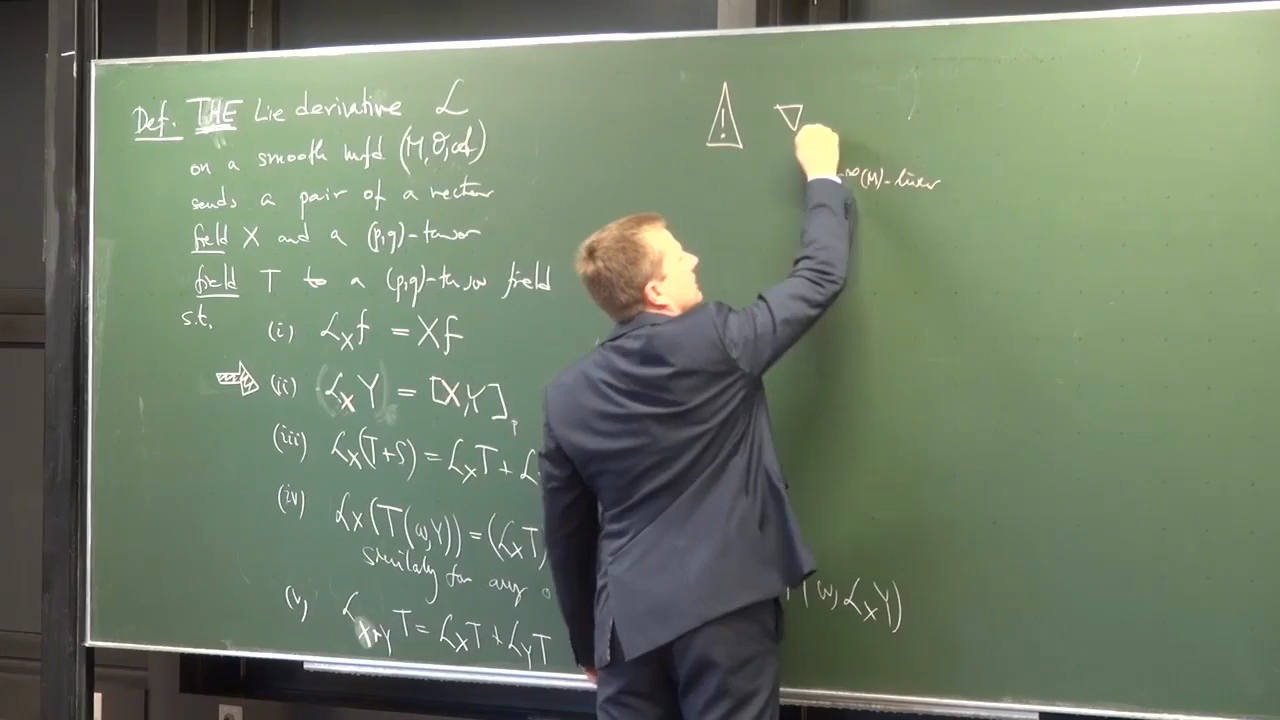 Def. THE Lie derivative ℒ
on a smooth mfd (M, O, A)
sends a pair of a vector
field X and a (p,q)-tensor
field T to a (p,q)-tensor field
s.t. (i) ℒ_X f = Xf
(ii) ℒ_X Y = [X,Y]
(iii) ℒ_X(T+S) = ℒ_X T + ℒ
(iv) ℒ_X(T(ω,Y)) = (ℒ_X T) (ω, ℒ_X Y)
similarly for any
(v) ℒ_{X+Y} T = ℒ_X T + ℒ_Y T
! ∇
∞(M)-linear